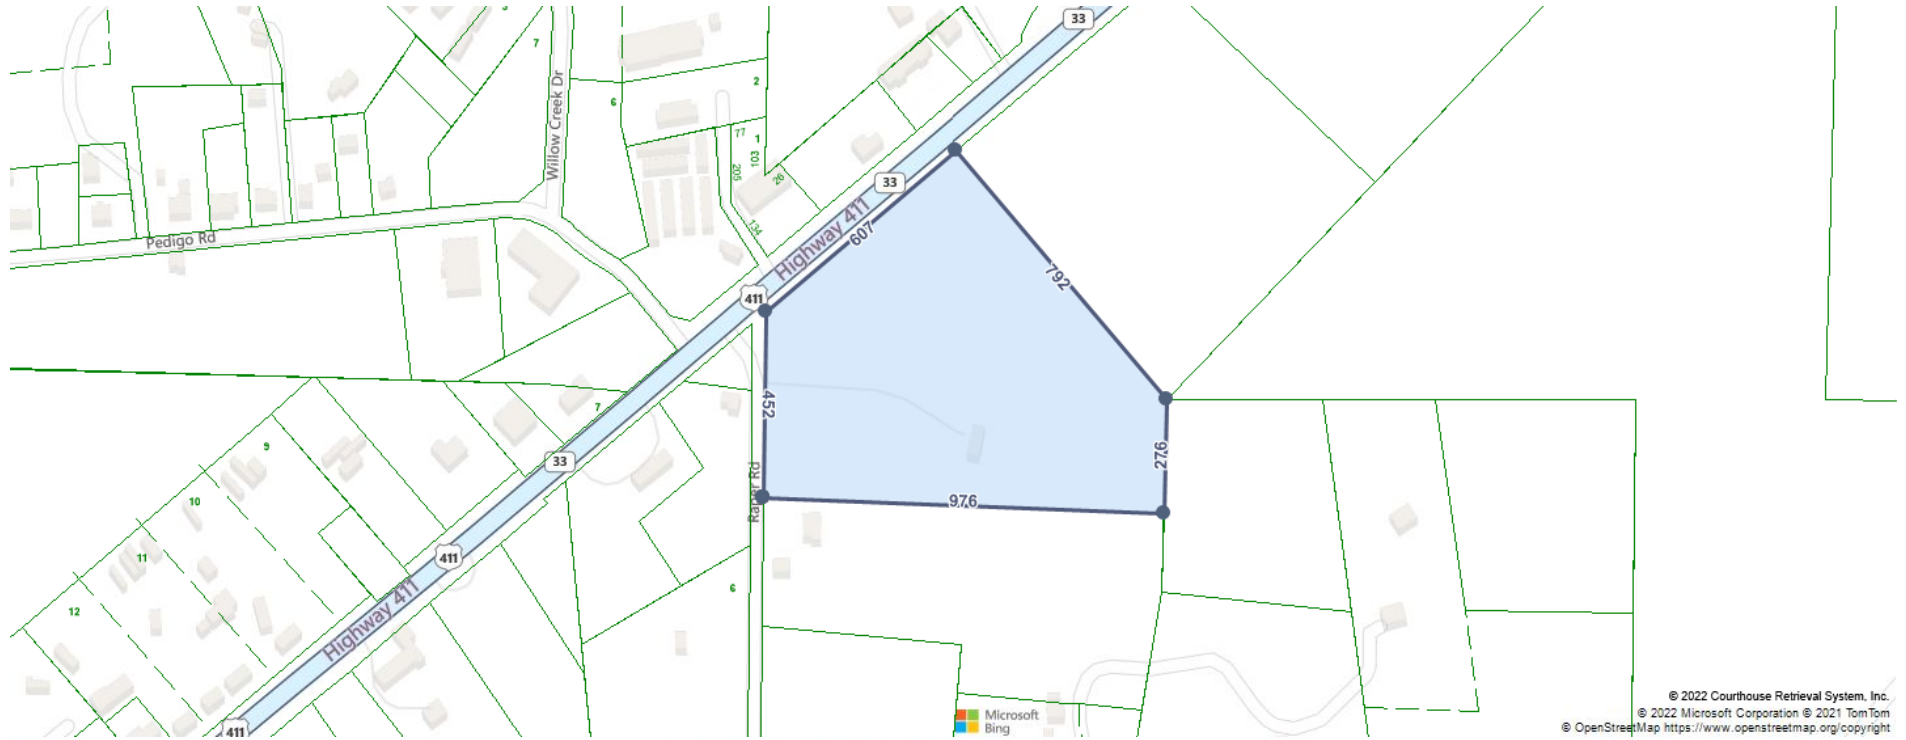 33
7
2
6
Willow Creek Dr
77
1
103
205
26
33
134
Pedigo Rd
Highway 411
607
792
411
452
7
276
9
33
Raper Rd
976
10
411
11
6
12
Highway 411
411
Microsoft
Bing
© 2022 Courthouse Retrieval System, Inc.
© 2022 Microsoft Corporation © 2021 TomTom
© OpenStreetMap https://www.openstreetmap.org/copyright